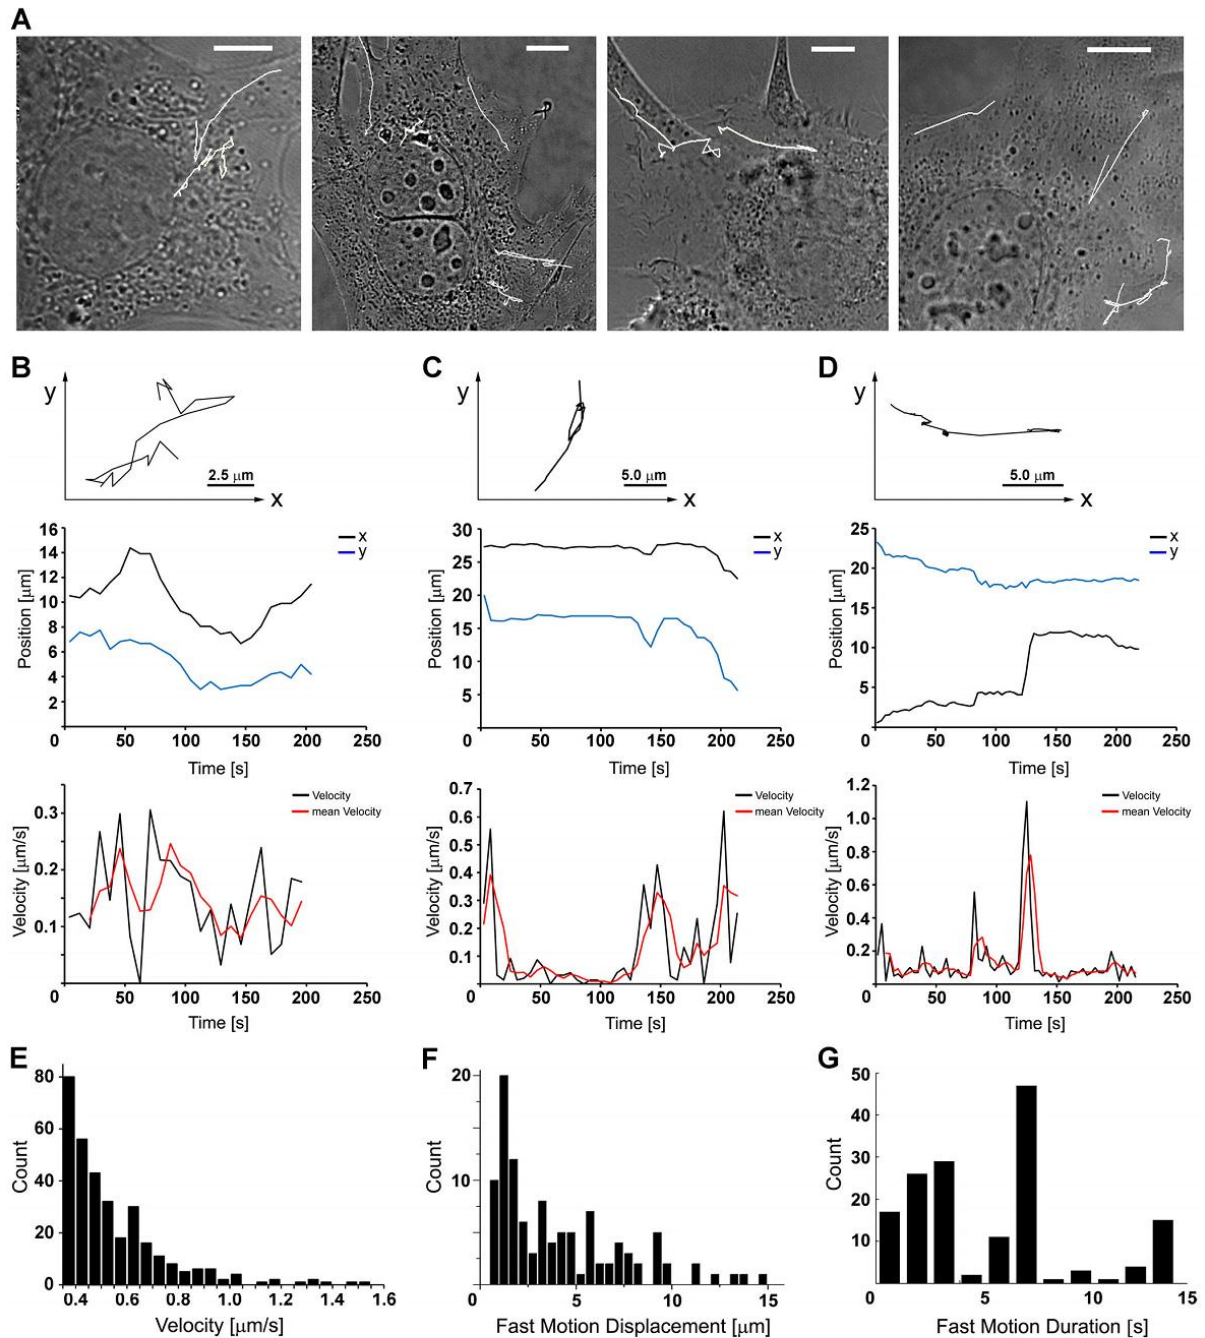 A
B
C
D
y
2.5 μm
x
y
5.0 μm
x
y
5.0 μm
x
16
14
12
10
8
6
4
2
0
50
100
150
200
250
Position [μm]
Time [s]
x
y
30
25
20
15
10
5
0
50
100
150
200
250
Position [μm]
Time [s]
x
y
25
20
15
10
5
0
50
100
150
200
250
Position [μm]
Time [s]
x
y
0.3
0.2
0.1
0
50
100
150
200
250
Velocity [μm/s]
Time [s]
Velocity
mean Velocity
0.7
0.6
0.5
0.4
0.3
0.2
0.1
0
50
100
150
200
250
Velocity [μm/s]
Time [s]
Velocity
mean Velocity
1.2
1.0
0.8
0.6
0.4
0.2
0
50
100
150
200
250
Velocity [μm/s]
Time [s]
Velocity
mean Velocity
E
80
60
40
20
0
0.4
0.6
0.8
1.0
1.2
1.4
1.6
Count
Velocity [μm/s]
F
20
10
0
5
10
15
Count
Fast Motion Displacement [μm]
G
50
40
30
20
10
0
5
10
15
Count
Fast Motion Duration [s]